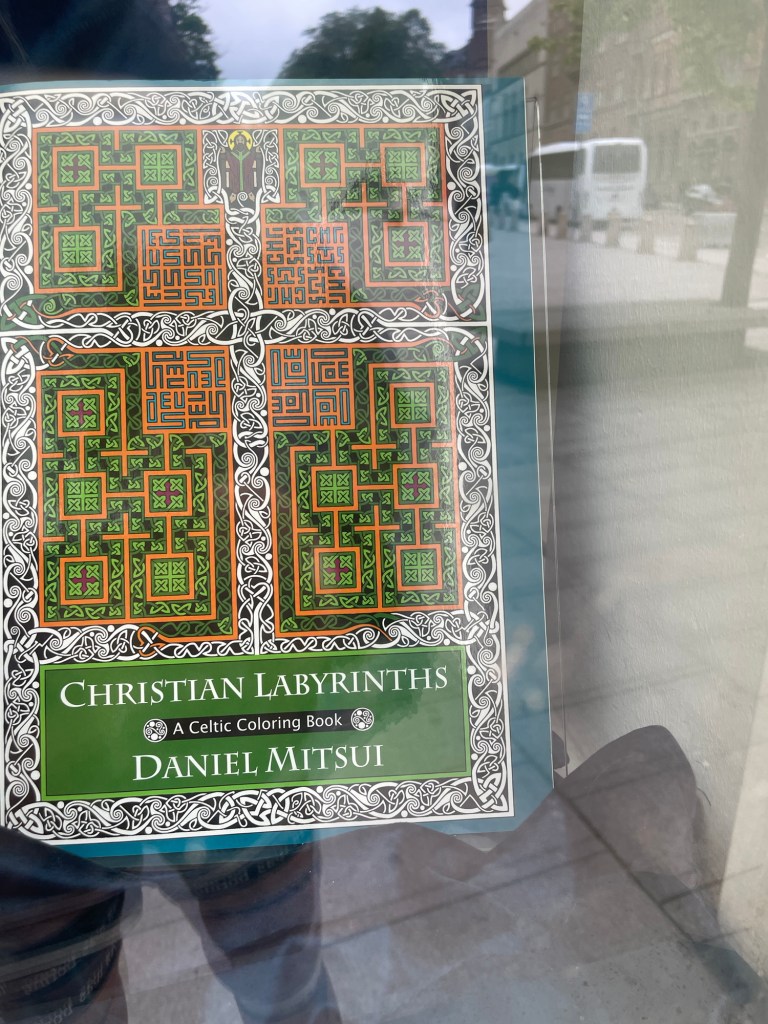 CHRISTIAN LABYRINTHS
A Celtic Coloring Book
DANIEL MITSUI